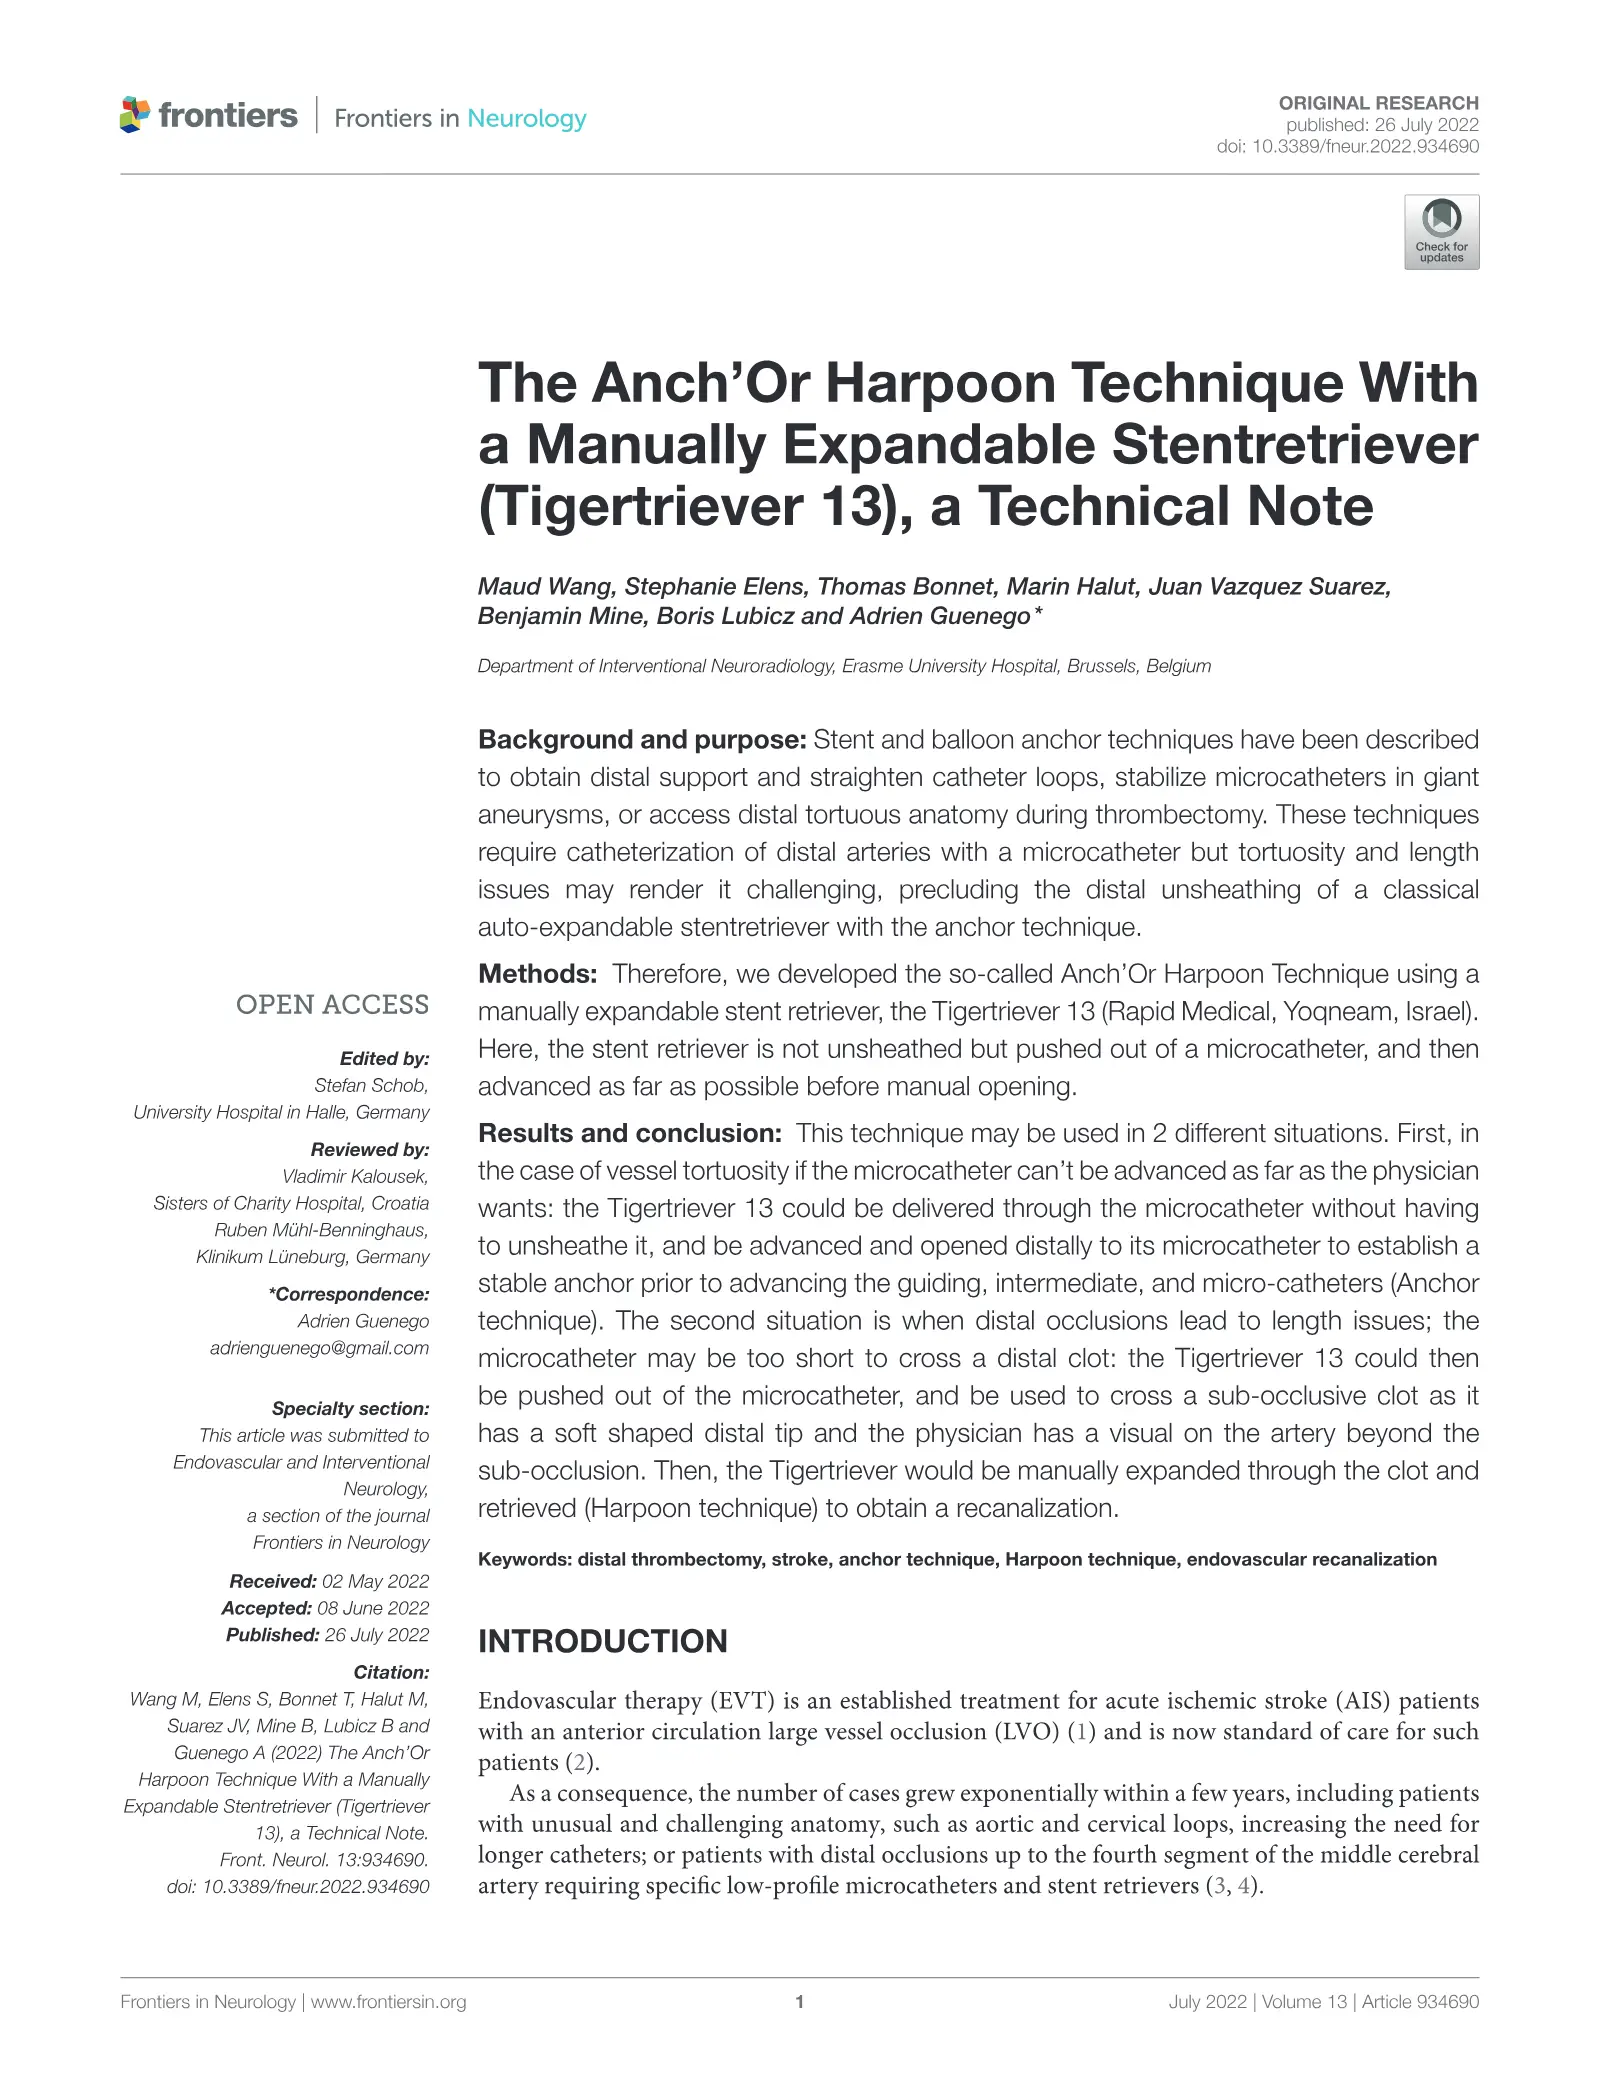 frontiers | Frontiers in Neurology
ORIGINAL RESEARCH
published: 26 July 2022
doi: 10.3389/fneur.2022.934690
Check for
updates
The Anch’Or Harpoon Technique With
a Manually Expandable Stentretriever
(Tigertriever 13), a Technical Note
Maud Wang, Stephanie Elens, Thomas Bonnet, Marin Halut, Juan Vazquez Suarez,
Benjamin Mine, Boris Lubicz and Adrien Guenego*
Department of Interventional Neuroradiology, Erasme University Hospital, Brussels, Belgium
Background and purpose: Stent and balloon anchor techniques have been described
to obtain distal support and straighten catheter loops, stabilize microcatheters in giant
aneurysms, or access distal tortuous anatomy during thrombectomy. These techniques
require catheterization of distal arteries with a microcatheter but tortuosity and length
issues may render it challenging, precluding the distal unsheathing of a classical
auto-expandable stentretriever with the anchor technique.
Methods: Therefore, we developed the so-called Anch’Or Harpoon Technique using a
manually expandable stent retriever, the Tigertriever 13 (Rapid Medical, Yoqneam, Israel).
Here, the stent retriever is not unsheathed but pushed out of a microcatheter, and then
advanced as far as possible before manual opening.
Results and conclusion: This technique may be used in 2 different situations. First, in
the case of vessel tortuosity if the microcatheter can’t be advanced as far as the physician
wants: the Tigertriever 13 could be delivered through the microcatheter without having
to unsheathe it, and be advanced and opened distally to its microcatheter to establish a
stable anchor prior to advancing the guiding, intermediate, and micro-catheters (Anchor
technique). The second situation is when distal occlusions lead to length issues; the
microcatheter may be too short to cross a distal clot: the Tigertriever 13 could then
be pushed out of the microcatheter, and be used to cross a sub-occlusive clot as it
has a soft shaped distal tip and the physician has a visual on the artery beyond the
sub-occlusion. Then, the Tigertriever would be manually expanded through the clot and
retrieved (Harpoon technique) to obtain a recanalization.
Keywords: distal thrombectomy, stroke, anchor technique, Harpoon technique, endovascular recanalization
OPEN ACCESS
Edited by:
Stefan Schob,
University Hospital in Halle, Germany
Reviewed by:
Vladimir Kalousek,
Sisters of Charity Hospital, Croatia
Ruben Mühl-Benninghaus,
Klinikum Lüneburg, Germany
*Correspondence:
Adrien Guenego
adrienguenego@gmail.com
Specialty section:
This article was submitted to
Endovascular and Interventional
Neurology,
a section of the journal
Frontiers in Neurology
Received: 02 May 2022
Accepted: 08 June 2022
Published: 26 July 2022
Citation:
Wang M, Elens S, Bonnet T, Halut M,
Suarez JV, Mine B, Lubicz B and
Guenego A (2022) The Anch’Or
Harpoon Technique With a Manually
Expandable Stentretriever (Tigertriever
13), a Technical Note.
Front. Neurol. 13:934690.
doi: 10.3389/fneur.2022.934690
INTRODUCTION
Endovascular therapy (EVT) is an established treatment for acute ischemic stroke (AIS) patients
with an anterior circulation large vessel occlusion (LVO) (1) and is now standard of care for such
patients (2).
As a consequence, the number of cases grew exponentially within a few years, including patients
with unusual and challenging anatomy, such as aortic and cervical loops, increasing the need for
longer catheters; or patients with distal occlusions up to the fourth segment of the middle cerebral
artery requiring specific low-profile microcatheters and stent retrievers (3, 4).
Frontiers in Neurology | www.frontiersin.org
1
July 2022 | Volume 13 | Article 934690